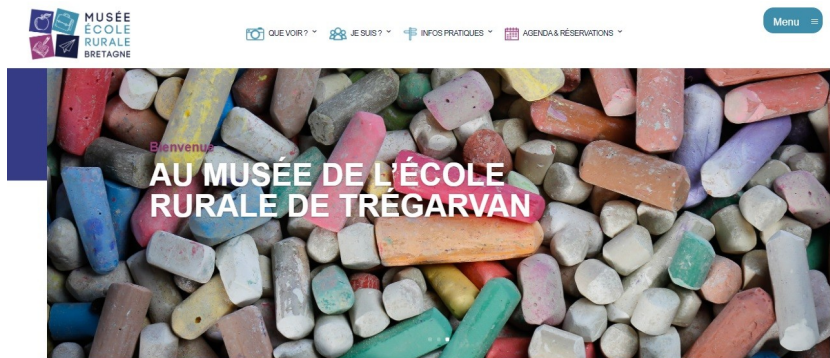 MUSÉE
ÉCOLE
RURALE
BRETAGNE
QUE VOIR ?
JE SUIS ?
INFOS PRATIQUES
AGENDA & RÉSERVATIONS
Menu
Bienvenue
AU MUSÉE DE L'ÉCOLE
RURALE DE TRÉGARVAN